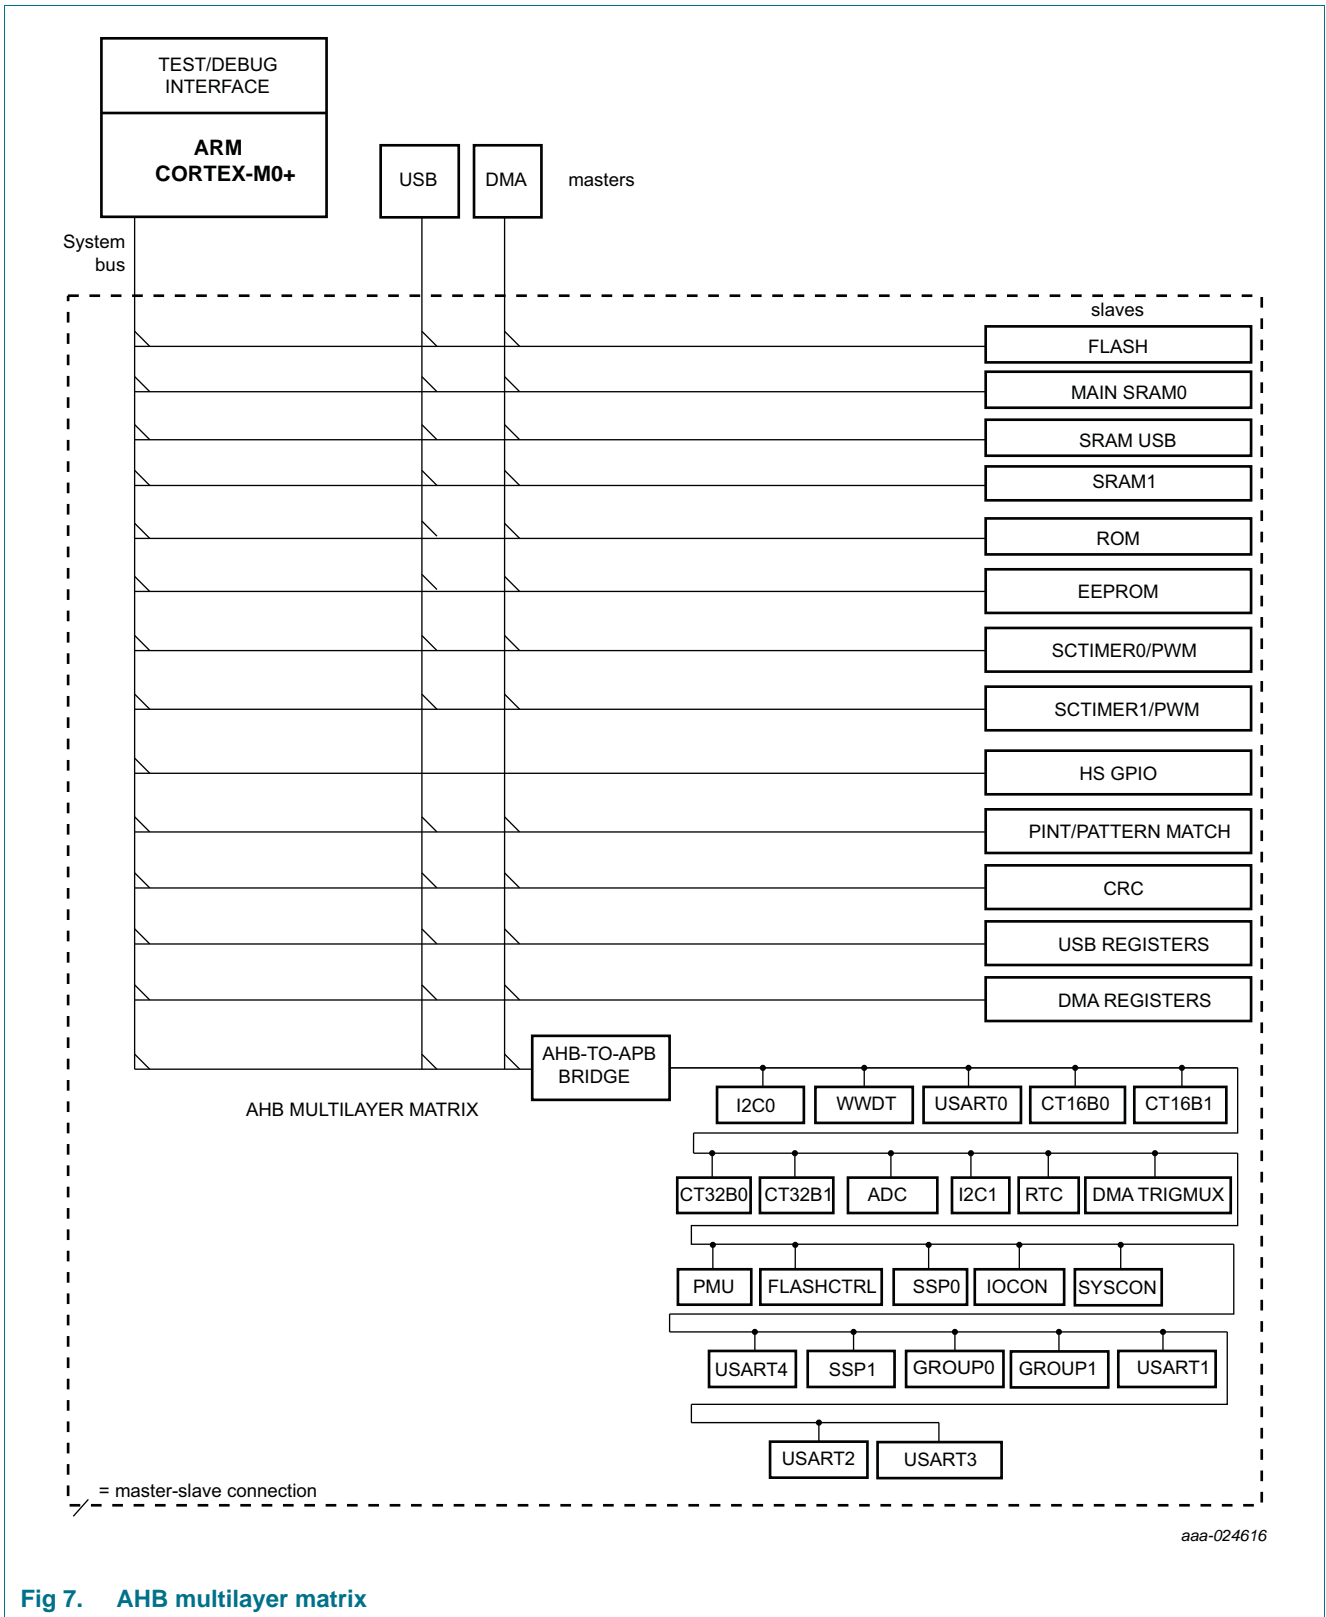 TEST/DEBUG
INTERFACE
ARM
CORTEX-M0+
USB
DMA
masters
System
bus
slaves
FLASH
MAIN SRAM0
SRAM USB
SRAM1
ROM
EEPROM
SCTIMER0/PWM
SCTIMER1/PWM
HS GPIO
PINT/PATTERN MATCH
CRC
USB REGISTERS
DMA REGISTERS
AHB-TO-APB
BRIDGE
AHB MULTILAYER MATRIX
I2C0
WWDT
USART0
CT16B0
CT16B1
CT32B0
CT32B1
ADC
I2C1
RTC
DMA TRIGMUX
PMU
FLASHCTRL
SSP0
IOCON
SYSCON
USART4
SSP1
GROUP0
GROUP1
USART1
USART2
USART3
= master-slave connection
aaa-024616
Fig 7. AHB multilayer matrix